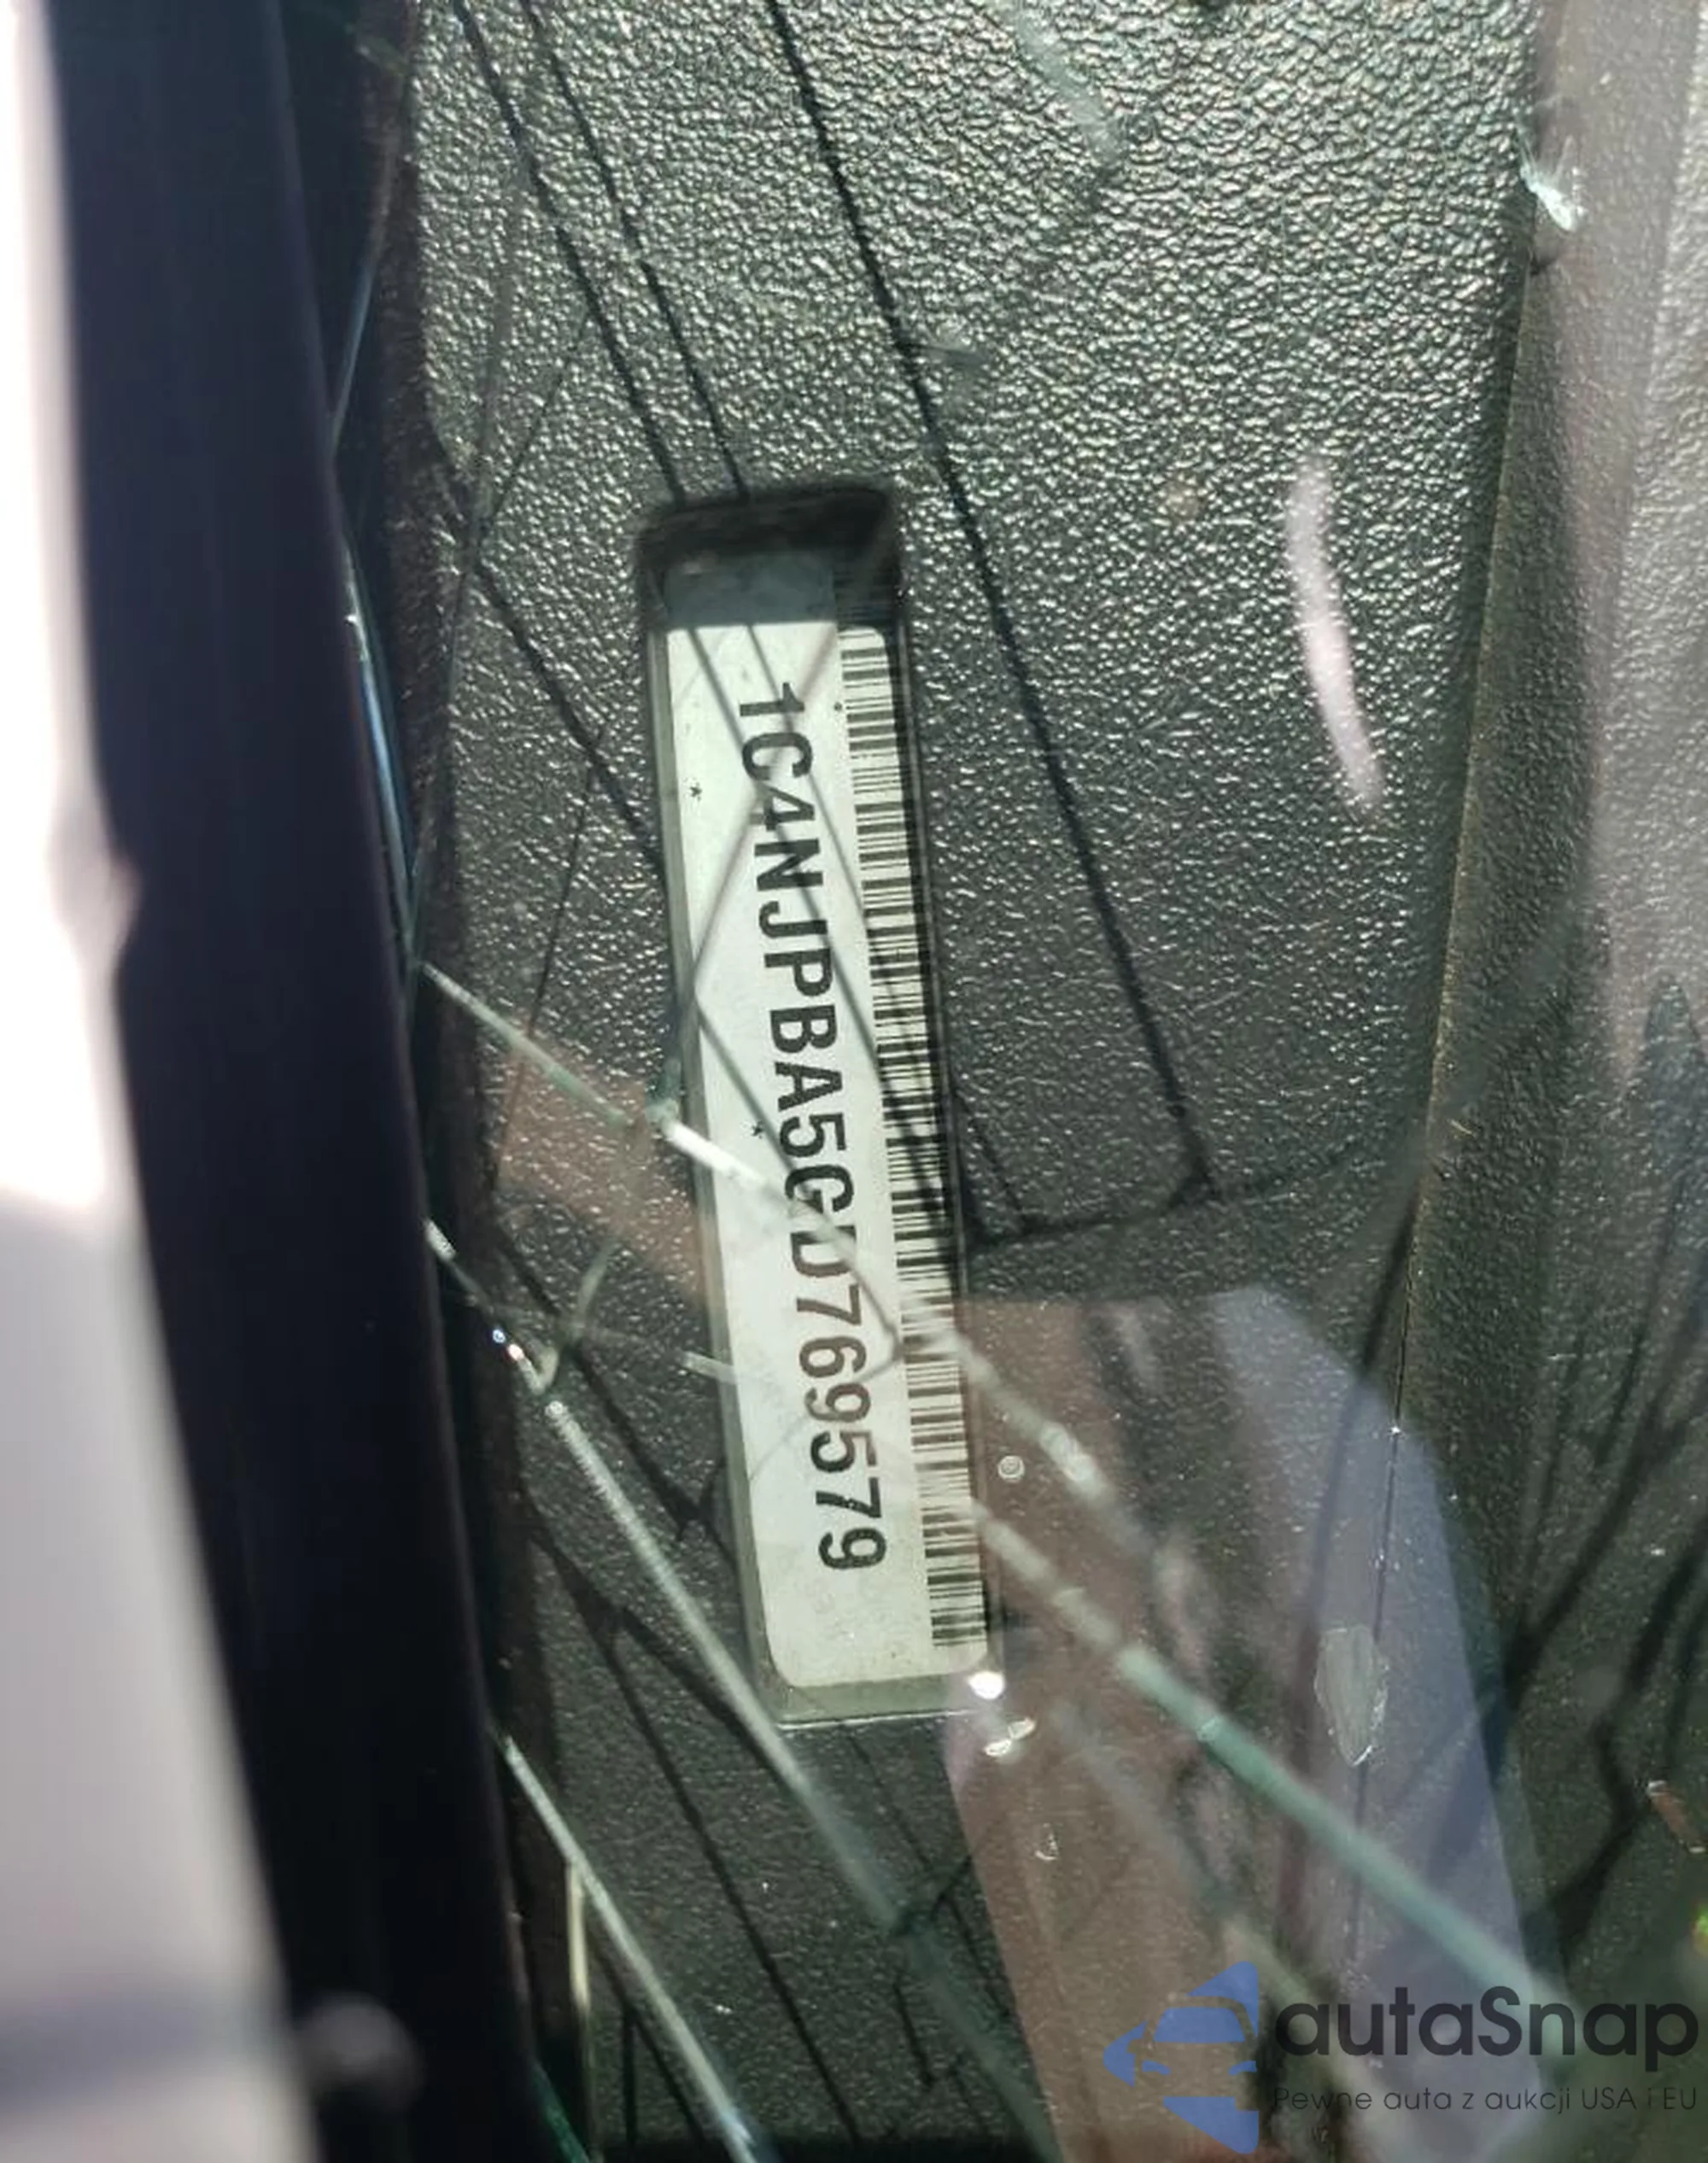 1C4NJPBA5GD769579
* *
autaSnap
Pewne auta z aukcji USA i EU